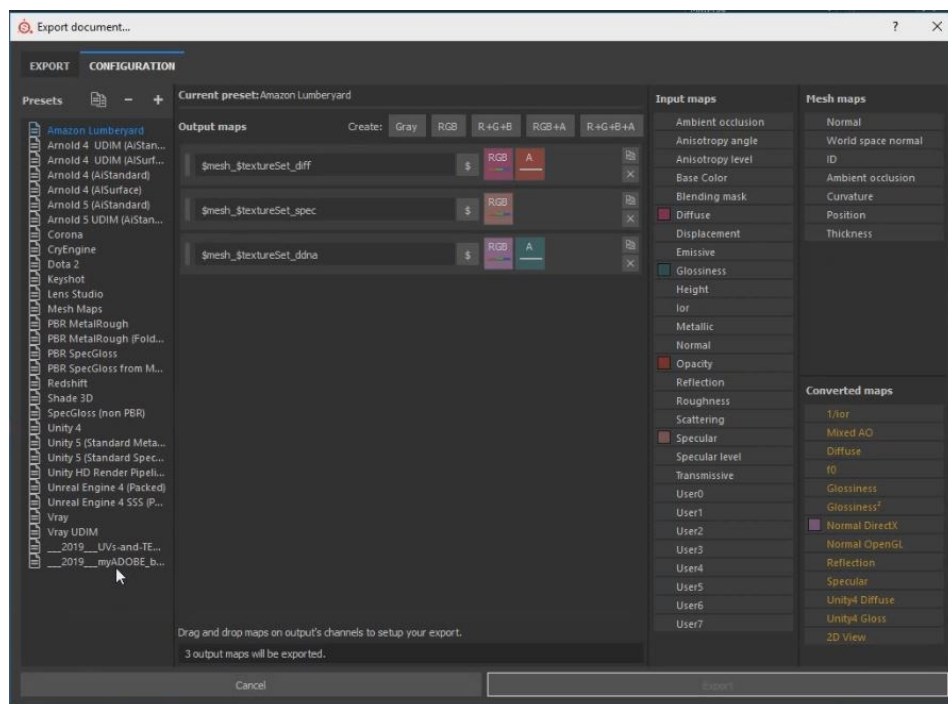 Export document...
?
EXPORT
CONFIGURATION
Presets
Amazon Lumberyard
Arnold 4 UDIM (AiStan...
Arnold 4 UDIM (AISurf...
Arnold 4 (AiStandard)
Arnold 4 (AISurface)
Arnold 5 (AiStandard)
Arnold 5 UDIM (AiStan...
Corona
CryEngine
Dota 2
Keyshot
Lens Studio
Mesh Maps
PBR MetalRough
PBR MetalRough (Fold...
PBR SpecGloss
PBR SpecGloss from M...
Redshift
Shade 3D
SpecGloss (non PBR)
Unity 4
Unity 5 (Standard Meta...
Unity 5 (Standard Spec...
Unity HD Render Pipeli...
Unreal Engine 4 (Packed)
Unreal Engine 4 SSS (P...
Vray
Vray UDIM
___2019___UVs-and-TE...
___2019___myADOBE_b...
Current preset: Amazon Lumberyard
Output maps
Create: Gray RGB R+G+B RGB+A R+G+B+A
$mesh_$textureSet_diff $ RGB A
$mesh_$textureSet_spec $ RGB
$mesh_$textureSet_ddna $ RGB A
Drag and drop maps on output's channels to setup your export.
3 output maps will be exported.
Input maps
Ambient occlusion
Anisotropy angle
Anisotropy level
Base Color
Blending mask
Diffuse
Displacement
Emissive
Glossiness
Height
Ior
Metallic
Normal
Opacity
Reflection
Roughness
Scattering
Specular
Specular level
Transmissive
User0
User1
User2
User3
User4
User5
User6
User7
Mesh maps
Normal
World space normal
ID
Ambient occlusion
Curvature
Position
Thickness
Converted maps
1/ior
Mixed AO
Diffuse
f0
Glossiness
Glossiness²
Normal DirectX
Normal OpenGL
Reflection
Specular
Unity4 Diffuse
Unity4 Gloss
2D View
Cancel
Export